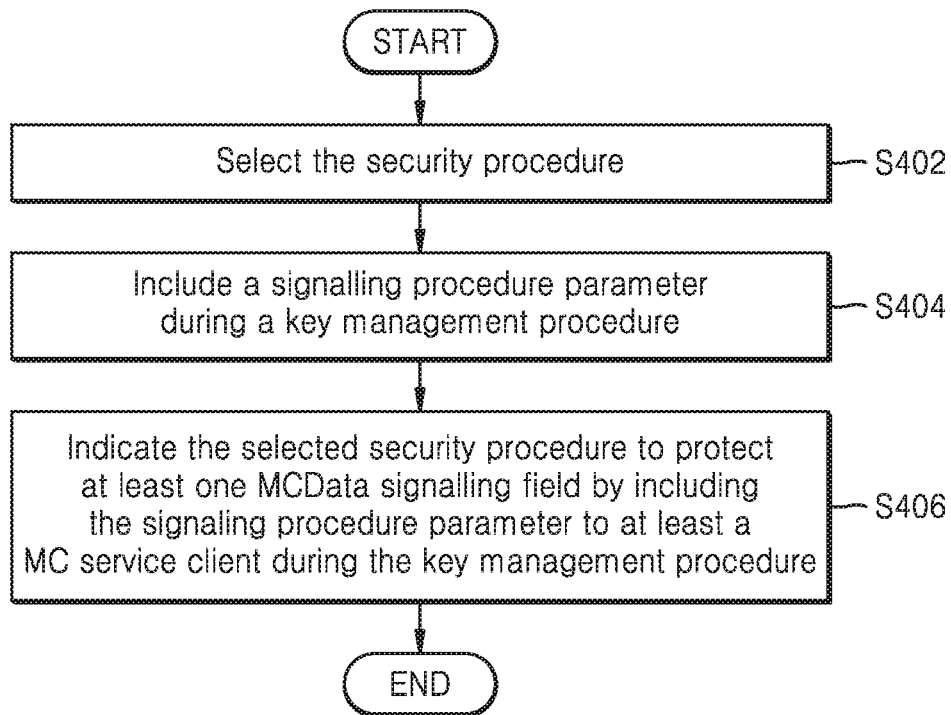 START
Select the security procedure
S402
Include a signalling procedure parameter
during a key management procedure
S404
Indicate the selected security procedure to protect
at least one MCData signalling field by including
the signaling procedure parameter to at least a
MC service client during the key management procedure
S406
END